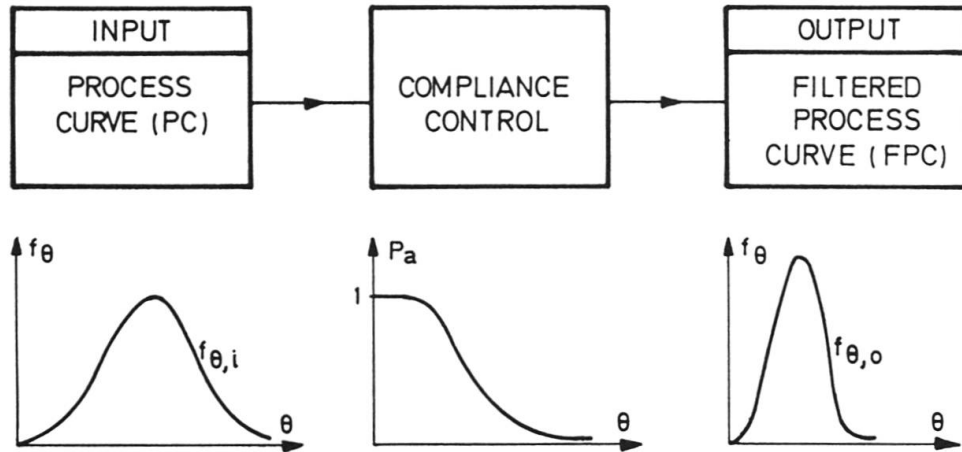 INPUT
PROCESS
CURVE (PC)
COMPLIANCE
CONTROL
OUTPUT
FILTERED
PROCESS
CURVE (FPC)
fθ
fθ,i
θ
Pa
1
θ
fθ
fθ,o
θ